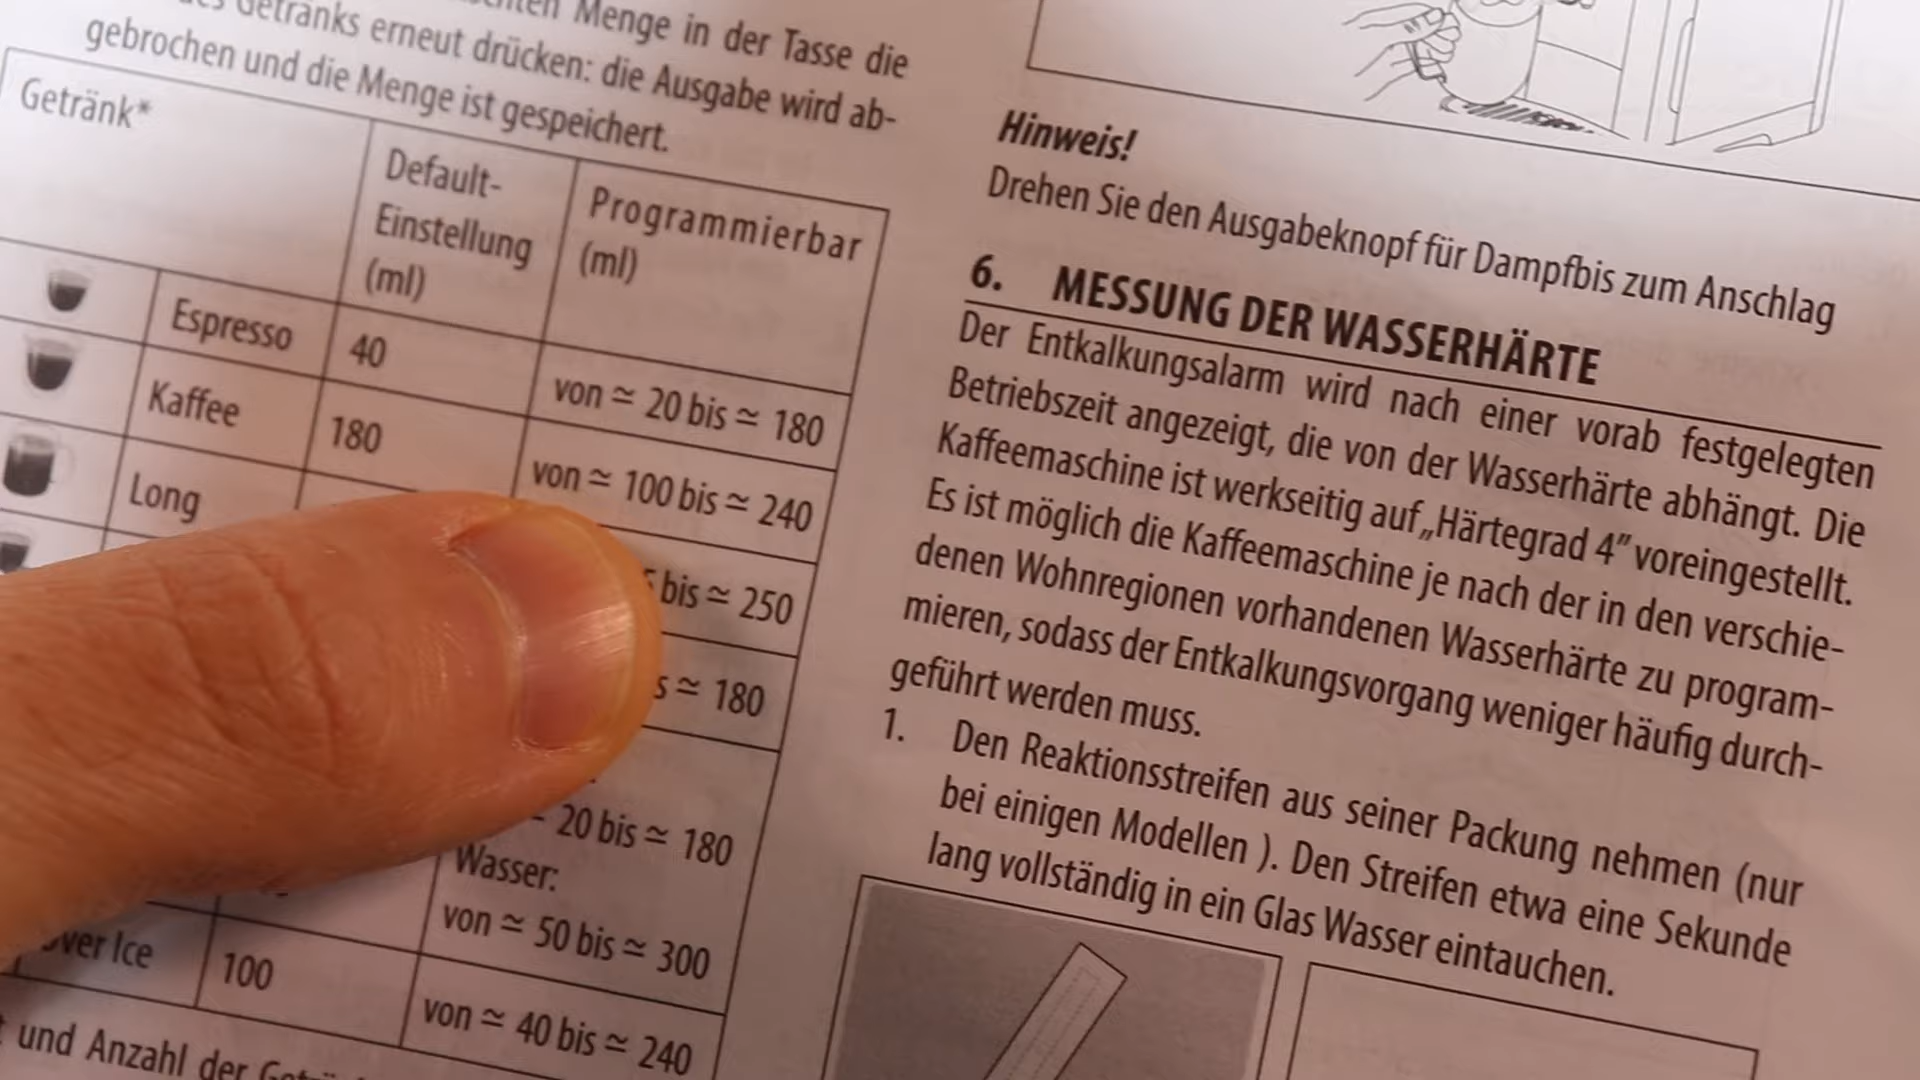 Menge in der Tasse die
Getränks erneut drücken: die Ausgabe wird ab-
gebrochen und die Menge ist gespeichert.
Getränk*
Default-
Einstellung
(ml)
Programmierbar
(ml)
Espresso
40
von ≃ 20 bis ≃ 180
Kaffee
180
von ≃ 100 bis ≃ 240
Long
bis ≃ 250
≃ 180
20 bis ≃ 180
Wasser:
von ≃ 50 bis ≃ 300
Ice
100
von ≃ 40 bis ≃ 240
und Anzahl der
Hinweis!
Drehen Sie den Ausgabeknopf für Dampfbis zum Anschlag
6. MESSUNG DER WASSERHÄRTE
Der Entkalkungsalarm wird nach einer vorab festgelegten
Betriebszeit angezeigt, die von der Wasserhärte abhängt. Die
Kaffeemaschine ist werkseitig auf „Härtegrad 4” voreingestellt.
Es ist möglich die Kaffeemaschine je nach der in den verschie-
denen Wohnregionen vorhandenen Wasserhärte zu program-
mieren, sodass der Entkalkungsvorgang weniger häufig durch-
geführt werden muss.
1. Den Reaktionsstreifen aus seiner Packung nehmen (nur
bei einigen Modellen ). Den Streifen etwa eine Sekunde
lang vollständig in ein Glas Wasser eintauchen.